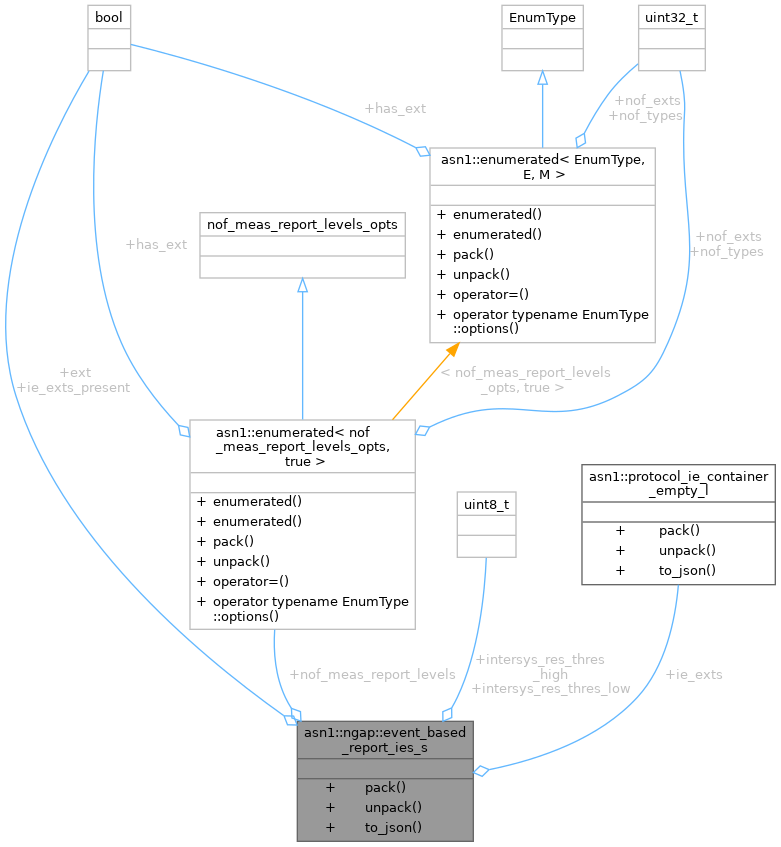 bool
EnumType
uint32_t
+has_ext
+nof_exts
+nof_types
asn1::enumerated< EnumType,
E, M >
+ enumerated()
+ enumerated()
+ pack()
+ unpack()
+ operator=()
+ operator typename EnumType
::options()
nof_meas_report_levels_opts
+has_ext
+nof_exts
+nof_types
+ext
+ie_exts_present
< nof_meas_report_levels
_opts, true >
asn1::enumerated< nof
_meas_report_levels_opts,
true >
+ enumerated()
+ enumerated()
+ pack()
+ unpack()
+ operator=()
+ operator typename EnumType
::options()
uint8_t
asn1::protocol_ie_container
_empty_l
+ pack()
+ unpack()
+ to_json()
+nof_meas_report_levels
+intersys_res_thres
_high
+intersys_res_thres_low
+ie_exts
asn1::ngap::event_based
_report_ies_s
+ pack()
+ unpack()
+ to_json()